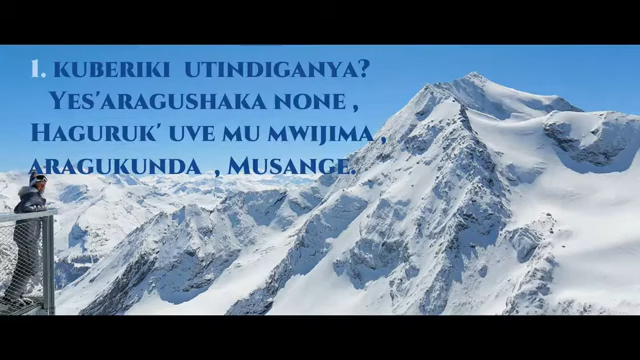 1. KUBERIKI UTINDIGANYA?
YES'ARAGUSHAKA NONE ,
HAGURUK' UVE MU MWIJIMA ,
ARAGUKUNDA , MUSANGE.